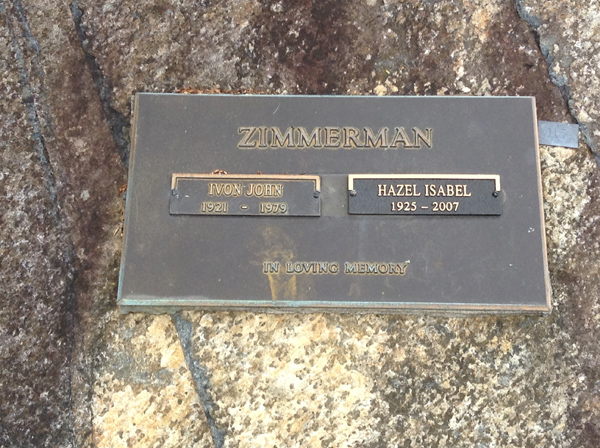 ZIMMERMAN
IVON JOHN
1921 - 1979
HAZEL ISABEL
1925 - 2007
IN LOVING MEMORY